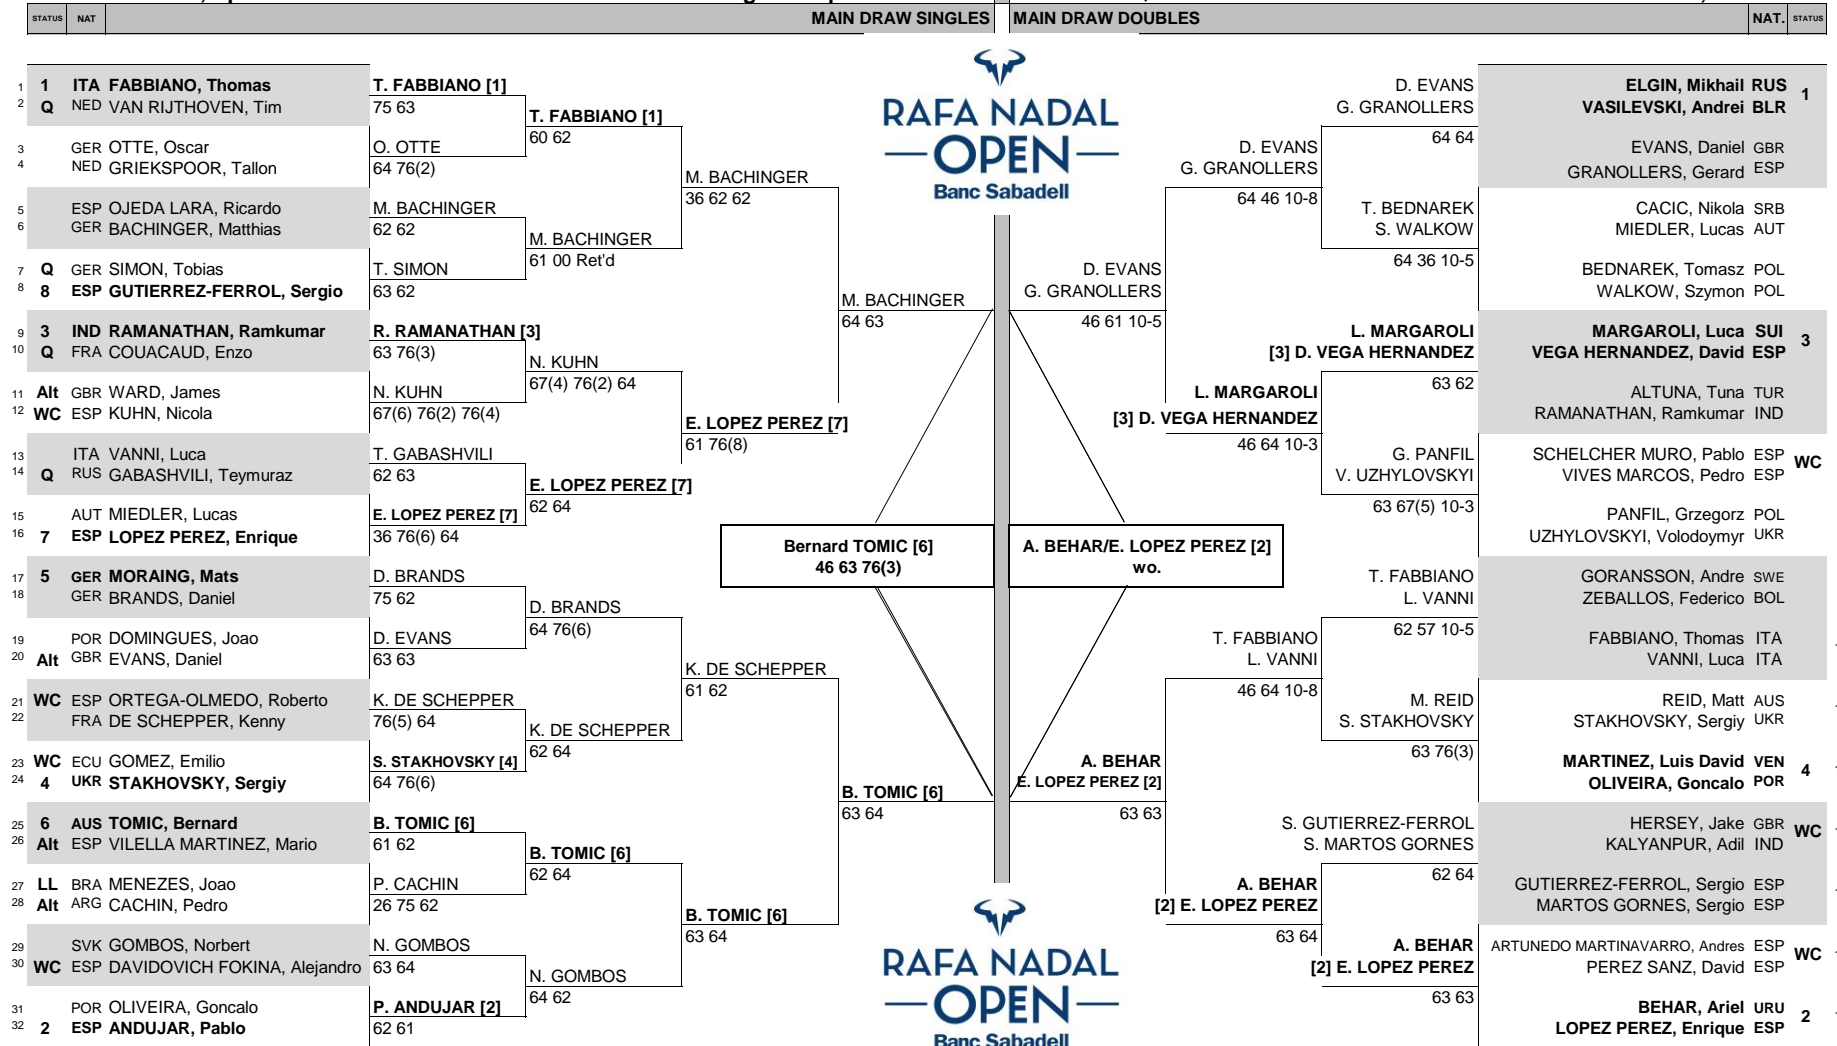 STATUS NAT MAIN DRAW SINGLES MAIN DRAW DOUBLES NAT. STATUS
RAFA NADAL
OPEN
Banc Sabadell
1 1 ITA FABBIANO, Thomas
2 Q NED VAN RIJTHOVEN, Tim
3 GER OTTE, Oscar
4 NED GRIEKSPOOR, Tallon
5 ESP OJEDA LARA, Ricardo
6 GER BACHINGER, Matthias
7 Q GER SIMON, Tobias
8 8 ESP GUTIERREZ-FERROL, Sergio
9 3 IND RAMANATHAN, Ramkumar
10 Q FRA COUACAUD, Enzo
11 Alt GBR WARD, James
12 WC ESP KUHN, Nicola
13 ITA VANNI, Luca
14 Q RUS GABASHVILI, Teymuraz
15 AUT MIEDLER, Lucas
16 7 ESP LOPEZ PEREZ, Enrique
17 5 GER MORAING, Mats
18 GER BRANDS, Daniel
19 POR DOMINGUES, Joao
20 Alt GBR EVANS, Daniel
21 WC ESP ORTEGA-OLMEDO, Roberto
22 FRA DE SCHEPPER, Kenny
23 WC ECU GOMEZ, Emilio
24 4 UKR STAKHOVSKY, Sergiy
25 6 AUS TOMIC, Bernard
26 Alt ESP VILELLA MARTINEZ, Mario
27 LL BRA MENEZES, Joao
28 Alt ARG CACHIN, Pedro
29 SVK GOMBOS, Norbert
30 WC ESP DAVIDOVICH FOKINA, Alejandro
31 POR OLIVEIRA, Goncalo
32 2 ESP ANDUJAR, Pablo
T. FABBIANO [1]
75 63
O. OTTE
64 76(2)
M. BACHINGER
62 62
T. SIMON
63 62
R. RAMANATHAN [3]
63 76(3)
N. KUHN
67(6) 76(2) 76(4)
T. GABASHVILI
62 63
E. LOPEZ PEREZ [7]
36 76(6) 64
D. BRANDS
75 62
D. EVANS
63 63
K. DE SCHEPPER
76(5) 64
S. STAKHOVSKY [4]
64 76(6)
B. TOMIC [6]
61 62
P. CACHIN
26 75 62
N. GOMBOS
63 64
P. ANDUJAR [2]
62 61
T. FABBIANO [1]
60 62
M. BACHINGER
61 00 Ret'd
N. KUHN
67(4) 76(2) 64
E. LOPEZ PEREZ [7]
62 64
D. BRANDS
64 76(6)
K. DE SCHEPPER
62 64
B. TOMIC [6]
62 64
N. GOMBOS
64 62
M. BACHINGER
36 62 62
E. LOPEZ PEREZ [7]
61 76(8)
K. DE SCHEPPER
61 62
B. TOMIC [6]
63 64
M. BACHINGER
64 63
B. TOMIC [6]
63 64
Bernard TOMIC [6]
46 63 76(3)
A. BEHAR/E. LOPEZ PEREZ [2]
wo.
D. EVANS
G. GRANOLLERS
46 61 10-5
A. BEHAR
E. LOPEZ PEREZ [2]
63 63
D. EVANS
G. GRANOLLERS
64 46 10-8
L. MARGAROLI
[3] D. VEGA HERNANDEZ
46 64 10-3
T. FABBIANO
L. VANNI
46 64 10-8
A. BEHAR
[2] E. LOPEZ PEREZ
63 64
D. EVANS
G. GRANOLLERS
64 64
T. BEDNAREK
S. WALKOW
64 36 10-5
L. MARGAROLI
[3] D. VEGA HERNANDEZ
63 62
G. PANFIL
V. UZHYLOVSKYI
63 67(5) 10-3
T. FABBIANO
L. VANNI
62 57 10-5
M. REID
S. STAKHOVSKY
63 76(3)
S. GUTIERREZ-FERROL
S. MARTOS GORNES
62 64
A. BEHAR
[2] E. LOPEZ PEREZ
63 63
ELGIN, Mikhail RUS 1
VASILEVSKI, Andrei BLR
EVANS, Daniel GBR
GRANOLLERS, Gerard ESP
CACIC, Nikola SRB
MIEDLER, Lucas AUT
BEDNAREK, Tomasz POL
WALKOW, Szymon POL
MARGAROLI, Luca SUI 3
VEGA HERNANDEZ, David ESP
ALTUNA, Tuna TUR
RAMANATHAN, Ramkumar IND
SCHELCHER MURO, Pablo ESP WC
VIVES MARCOS, Pedro ESP
PANFIL, Grzegorz POL
UZHYLOVSKYI, Volodoymyr UKR
GORANSSON, Andre SWE
ZEBALLOS, Federico BOL
FABBIANO, Thomas ITA
VANNI, Luca ITA
REID, Matt AUS
STAKHOVSKY, Sergiy UKR
MARTINEZ, Luis David VEN 4
OLIVEIRA, Goncalo POR
HERSEY, Jake GBR WC
KALYANPUR, Adil IND
GUTIERREZ-FERROL, Sergio ESP
MARTOS GORNES, Sergio ESP
ARTUNEDO MARTINAVARRO, Andres ESP WC
PEREZ SANZ, David ESP
BEHAR, Ariel URU 2
LOPEZ PEREZ, Enrique ESP
RAFA NADAL
OPEN
Banc Sabadell